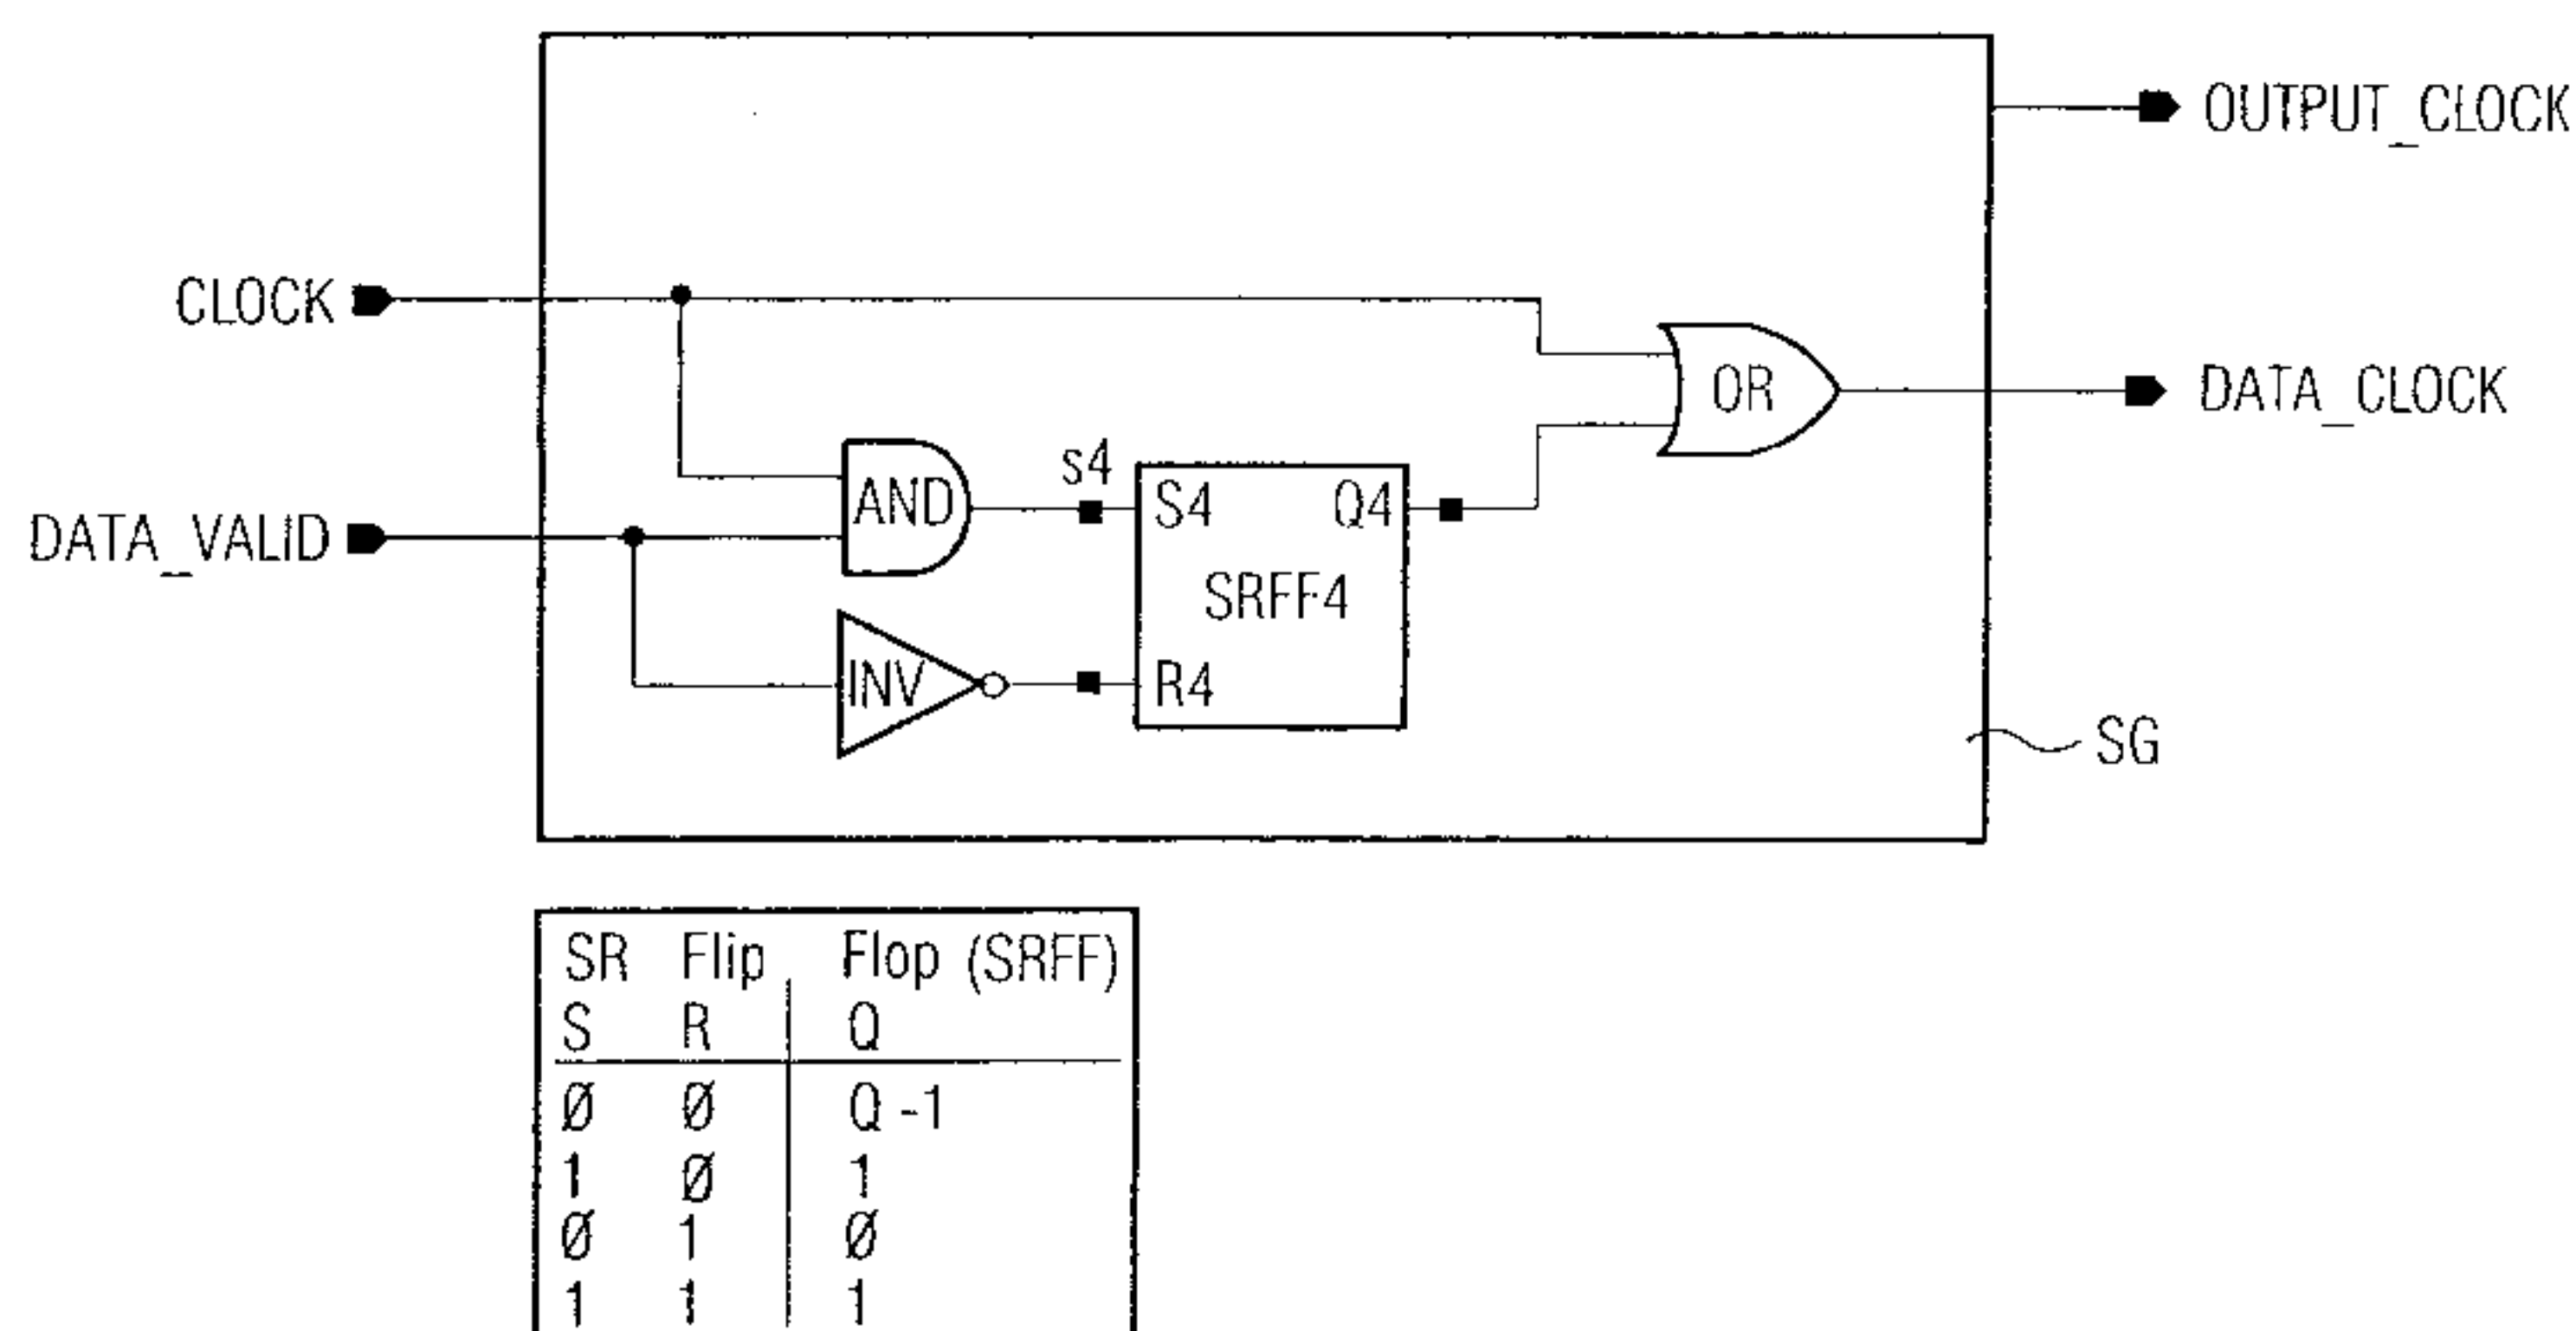 OUTPUT_CLOCK
CLOCK
OR
DATA_CLOCK
s4
AND
S4 Q4
DATA_VALID
SRFF4
INV
R4
SG
SR Flip Flop (SRFF)
S R Q
Ø Ø Q -1
1 Ø 1
Ø 1 Ø
1 1 1